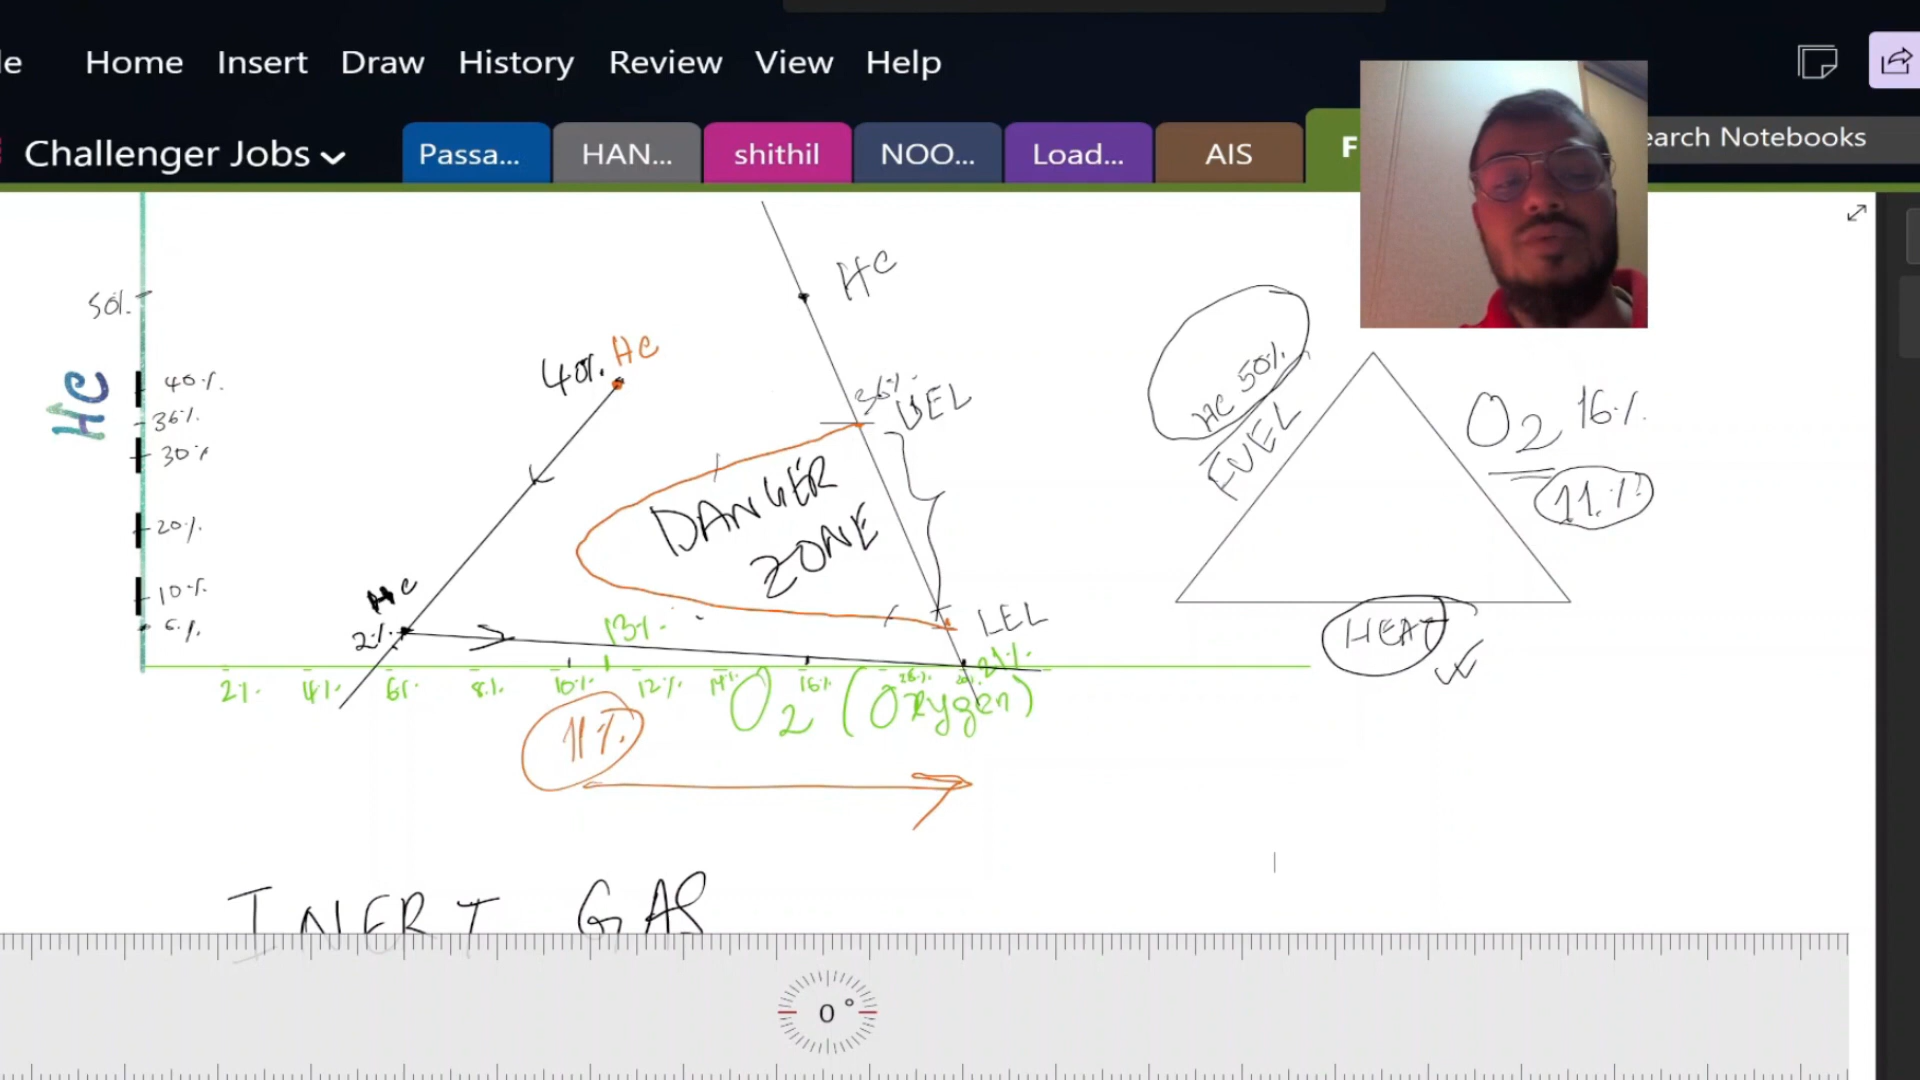 Home Insert Draw History Review View Help
Challenger Jobs
Passa... HAN... shithil NOO... Load... AIS F
earch Notebooks
HC
50%.
40%.
36%.
30%
20%.
10%.
6%.
40%. HC
HC
2%.
HC
36%.
UEL
DANGER
ZONE
LEL
13%.
21%.
2%. 4%. 6%. 8%. 10%. 12%. 14%. 16%.
O2 (Oxygen)
11%.
HC 50%.
FUEL
O2 16%.
11%
HEAT
INERT GAS
0°